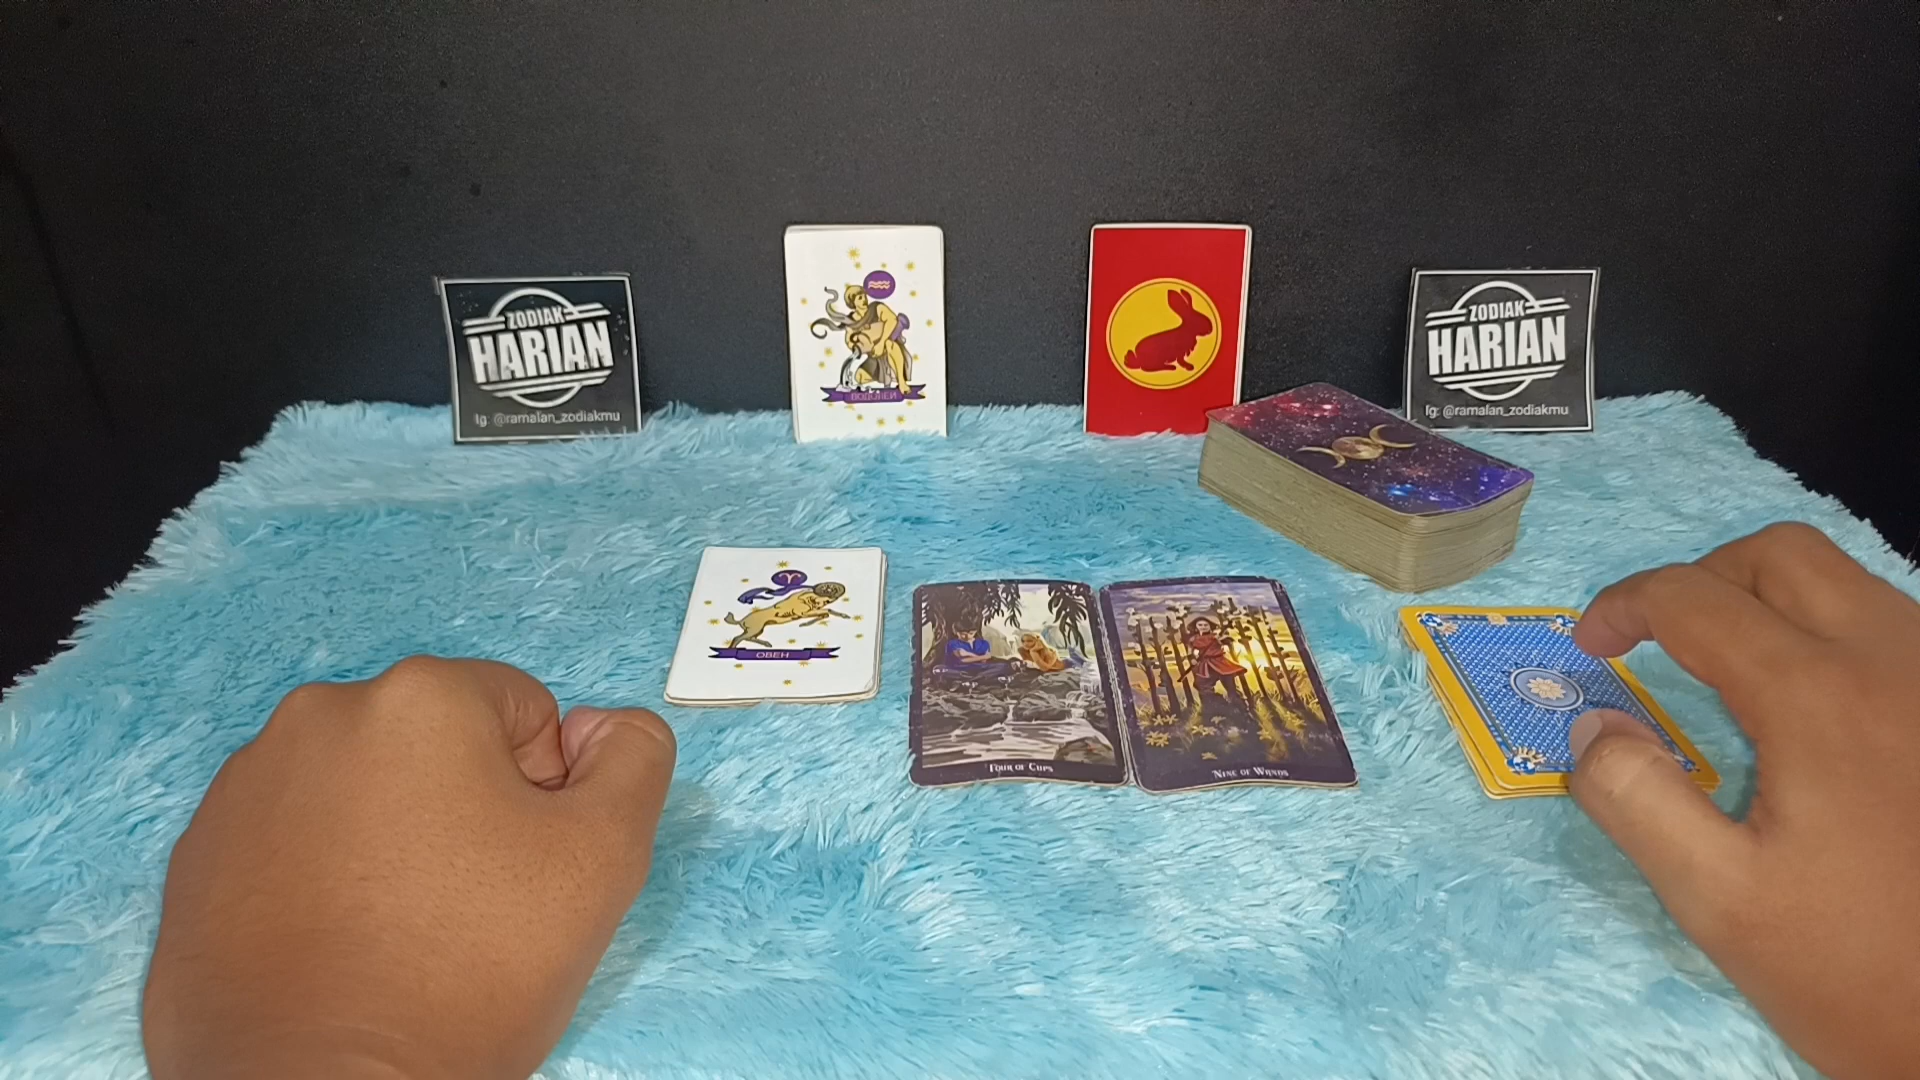 ZODIAK
HARIAN
Ig: @ramalan_zodiakmu
ВОДОЛЕЙ
ZODIAK
HARIAN
Ig: @ramalan_zodiakmu
ОВЕН
Four of Cups
Nine of Wands